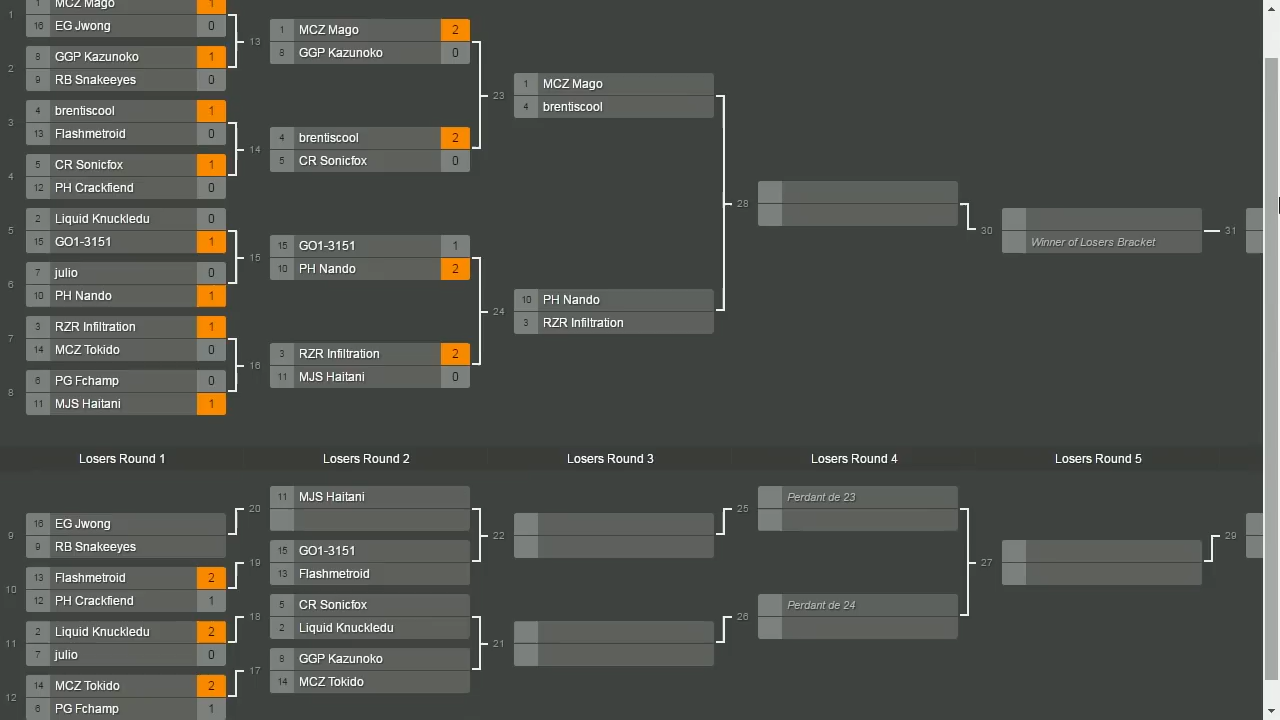 1 MCZ Mago 1
16 EG Jwong 0
8 GGP Kazunoko 1
9 RB Snakeeyes 0
4 brentiscool 1
13 Flashmetroid 0
5 CR Sonicfox 1
12 PH Crackfiend 0
2 Liquid Knuckledu 0
15 GO1-3151 1
7 julio 0
10 PH Nando 1
3 RZR Infiltration 1
14 MCZ Tokido 0
6 PG Fchamp 0
11 MJS Haitani 1
1
2
3
4
5
6
7
8
13
1 MCZ Mago 2
8 GGP Kazunoko 0
14
4 brentiscool 2
5 CR Sonicfox 0
15
15 GO1-3151 1
10 PH Nando 2
16
3 RZR Infiltration 2
11 MJS Haitani 0
23
1 MCZ Mago
4 brentiscool
24
10 PH Nando
3 RZR Infiltration
28
30
Winner of Losers Bracket
31
Losers Round 1 Losers Round 2 Losers Round 3 Losers Round 4 Losers Round 5
9
16 EG Jwong
9 RB Snakeeyes
10
13 Flashmetroid 2
12 PH Crackfiend 1
11
2 Liquid Knuckledu 2
7 julio 0
12
14 MCZ Tokido 2
6 PG Fchamp 1
20
11 MJS Haitani
19
15 GO1-3151
13 Flashmetroid
18
5 CR Sonicfox
2 Liquid Knuckledu
17
8 GGP Kazunoko
14 MCZ Tokido
22
21
25
Perdant de 23
26
Perdant de 24
27
29